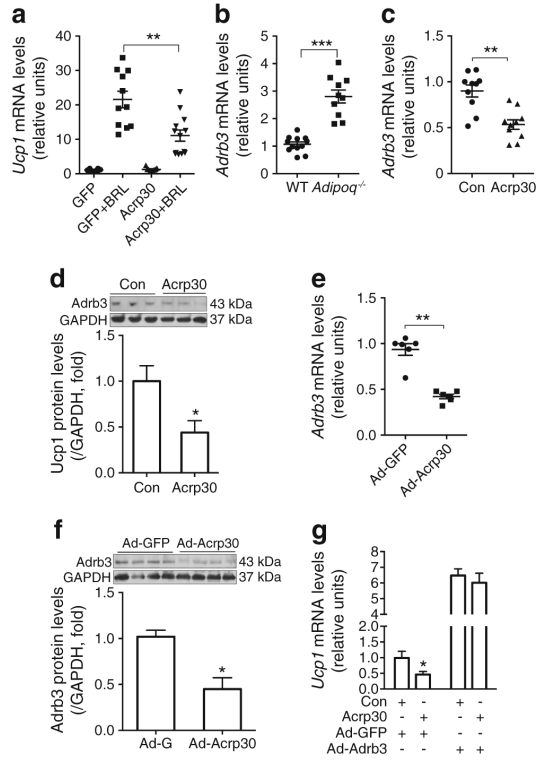 a
Ucp1 mRNA levels
(relative units)
40
30
20
10
0
**
GFP
GFP+BRL
Acrp30
Acrp30+BRL
b
Adrb3 mRNA levels
(relative units)
5
4
3
2
1
0
***
WT Adipoq-/-
c
Adrb3 mRNA levels
(relative units)
1.5
1.0
0.5
0.0
**
Con Acrp30
d
Con Acrp30
Adrb3 43 kDa
GAPDH 37 kDa
Ucp1 protein levels
(/GAPDH, fold)
1.5
1.0
0.5
0.0
*
Con Acrp30
e
Adrb3 mRNA levels
(relative units)
1.5
1.0
0.5
0.0
**
Ad-GFP
Ad-Acrp30
f
Ad-GFP Ad-Acrp30
Adrb3 43 kDa
GAPDH 37 kDa
Adrb3 protein levels
(/GAPDH, fold)
1.5
1.0
0.5
0.0
*
Ad-G Ad-Acrp30
g
Ucp1 mRNA levels
(relative units)
8
7
6
2.0
1.5
1.0
0.5
0.0
*
Con + - + -
Acrp30 - + - +
Ad-GFP + + - -
Ad-Adrb3 - - + +